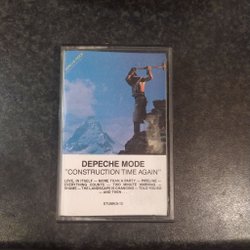 DEPECHE MODE
"CONSTRUCTION TIME AGAIN"
LOVE, IN ITSELF — MORE THAN A PARTY — PIPELINE —
EVERYTHING COUNTS — TWO MINUTE WARNING —
SHAME — THE LANDSCAPE IS CHANGING — TOLD YOU SO
— AND THEN . . .